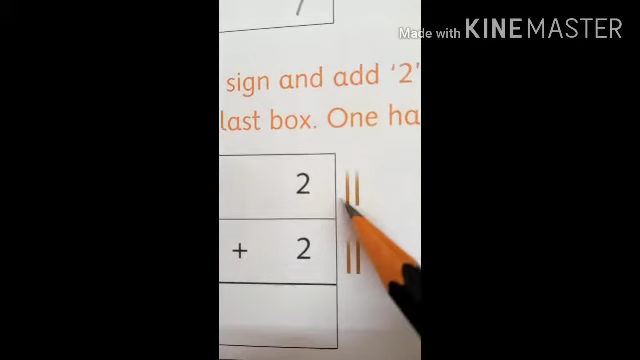 Made with KINEMASTER
sign and add ‘2’
last box. One ha
2
+ 2